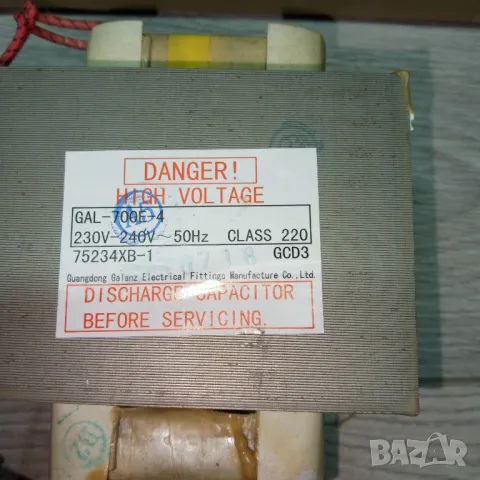 DANGER!
HIGH VOLTAGE
GAL-700E-4
230V-240V~50Hz CLASS 220
75234XB-1 GCD3
Guangdong Galanz Electrical Fittings Manufacture Co.,Ltd.
DISCHARGE CAPACITOR
BEFORE SERVICING.
BAZAR